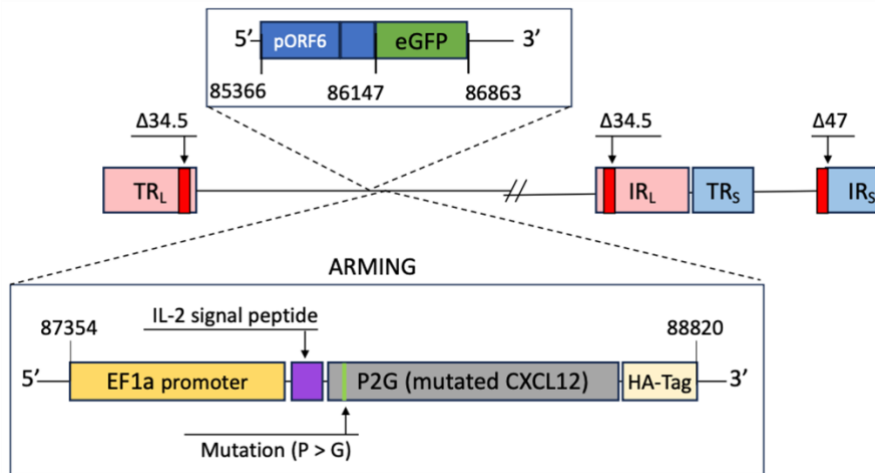 5’ pORF6 eGFP 3’
85366 86147 86863
Δ34.5 Δ34.5 Δ47
TRL IRL TRS IRS
ARMING
IL-2 signal peptide
87354 88820
5’ EF1a promoter P2G (mutated CXCL12) HA-Tag 3’
Mutation (P > G)